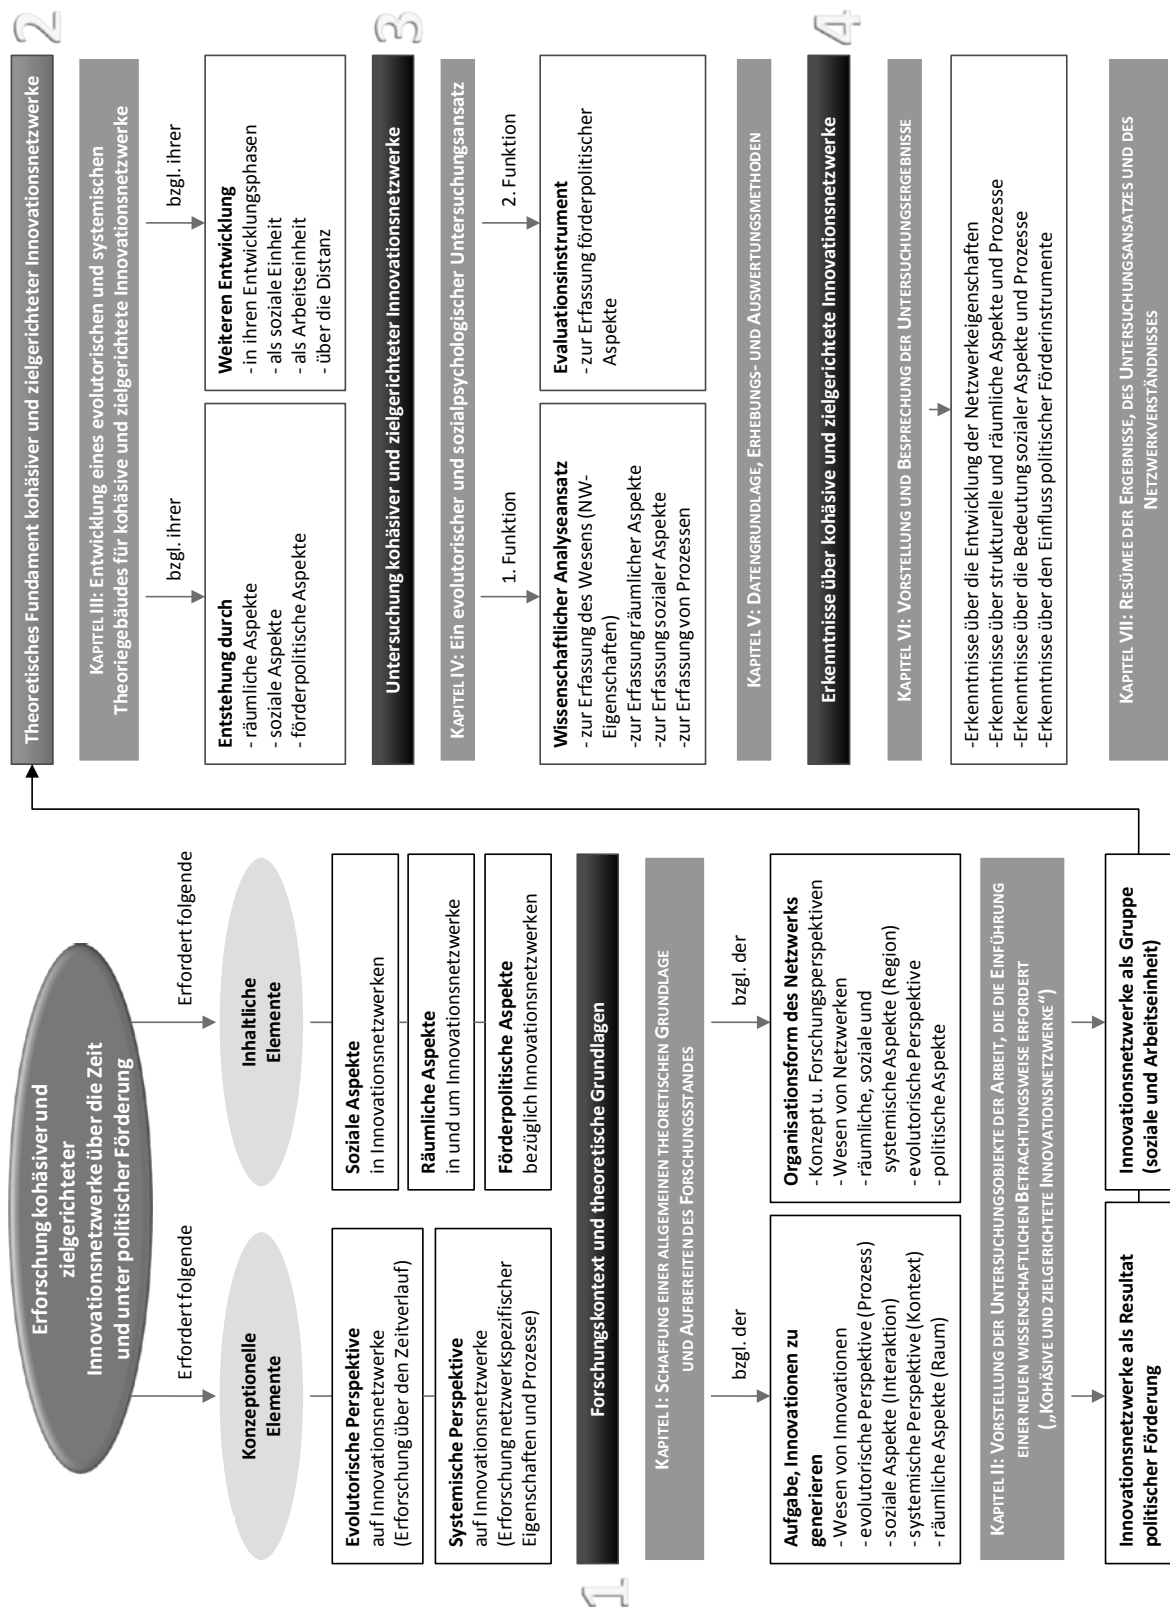 Erforschung kohäsiver und
zielgerichteter
Innovationsnetzwerke über die Zeit
und unter politischer Förderung
Erfordert folgende
Erfordert folgende
Konzeptionelle
Elemente
Inhaltliche
Elemente
Evolutorische Perspektive
auf Innovationsnetzwerke
(Erforschung über den Zeitverlauf)
Systemische Perspektive
auf Innovationsnetzwerke
(Erforschung netzwerkspezifischer
Eigenschaften und Prozesse)
Soziale Aspekte
in Innovationsnetzwerken
Räumliche Aspekte
in und um Innovationsnetzwerke
Förderpolitische Aspekte
bezüglich Innovationsnetzwerken
1
Forschungskontext und theoretische Grundlagen
KAPITEL I: SCHAFFUNG EINER ALLGEMEINEN THEORETISCHEN GRUNDLAGE
UND AUFBEREITEN DES FORSCHUNGSSTANDES
bzgl. der
bzgl. der
Aufgabe, Innovationen zu
generieren
- Wesen von Innovationen
- evolutorische Perspektive (Prozess)
- soziale Aspekte (Interaktion)
- systemische Perspektive (Kontext)
- räumliche Aspekte (Raum)
Organisationsform des Netzwerks
- Konzept u. Forschungsperspektiven
- Wesen von Netzwerken
- räumliche, soziale und
systemische Aspekte (Region)
- evolutorische Perspektive
- politische Aspekte
KAPITEL II: VORSTELLUNG DER UNTERSUCHUNGSOBJEKTE DER ARBEIT, DIE DIE EINFÜHRUNG
EINER NEUEN WISSENSCHAFTLICHEN BETRACHTUNGSWEISE ERFORDERT
(„KOHÄSIVE UND ZIELGERICHTETE INNOVATIONSNETZWERKE“)
Innovationsnetzwerke als Resultat
politischer Förderung
Innovationsnetzwerke als Gruppe
(soziale und Arbeitseinheit)
2
Theoretisches Fundament kohäsiver und zielgerichteter Innovationsnetzwerke
KAPITEL III: Entwicklung eines evolutorischen und systemischen
Theoriegebäudes für kohäsive und zielgerichtete Innovationsnetzwerke
bzgl. ihrer
bzgl. ihrer
Entstehung durch
- räumliche Aspekte
- soziale Aspekte
- förderpolitische Aspekte
Weiteren Entwicklung
- in ihren Entwicklungsphasen
- als soziale Einheit
- als Arbeitseinheit
- über die Distanz
3
Untersuchung kohäsiver und zielgerichteter Innovationsnetzwerke
KAPITEL IV: Ein evolutorischer und sozialpsychologischer Untersuchungsansatz
1. Funktion
2. Funktion
Wissenschaftlicher Analyseansatz
- zur Erfassung des Wesens (NW-
Eigenschaften)
-zur Erfassung räumlicher Aspekte
-zur Erfassung sozialer Aspekte
-zur Erfassung von Prozessen
Evaluationsinstrument
- zur Erfassung förderpolitischer
Aspekte
KAPITEL V: DATENGRUNDLAGE, ERHEBUNGS- UND AUSWERTUNGSMETHODEN
4
Erkenntnisse über kohäsive und zielgerichtete Innovationsnetzwerke
KAPITEL VI: VORSTELLUNG UND BESPRECHUNG DER UNTERSUCHUNGSERGEBNISSE
-Erkenntnisse über die Entwicklung der Netzwerkeigenschaften
-Erkenntnisse über strukturelle und räumliche Aspekte und Prozesse
-Erkenntnisse über die Bedeutung sozialer Aspekte und Prozesse
-Erkenntnisse über den Einfluss politischer Förderinstrumente
KAPITEL VII: RESÜMEE DER ERGEBNISSE, DES UNTERSUCHUNGSANSATZES UND DES
NETZWERKVERSTÄNDNISSES